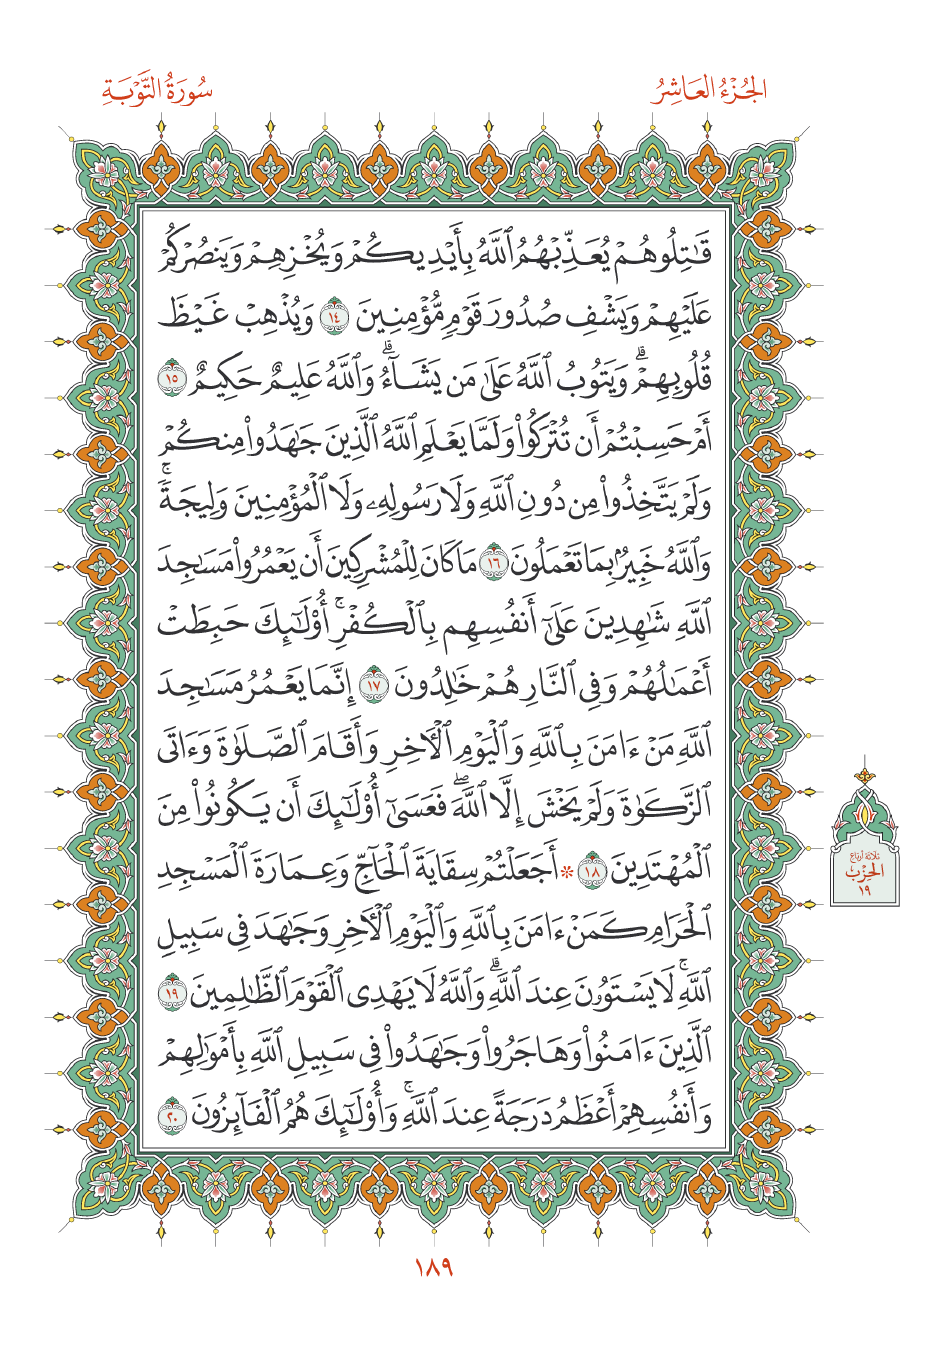 الجُزْءُ العَاشِرُ
سُورَةُ التَّوْبَةِ
قَٰتِلُوهُمْ يُعَذِّبْهُمُ ٱللَّهُ بِأَيْدِيكُمْ وَيُخْزِهِمْ وَيَنصُرْكُمْ
عَلَيْهِمْ وَيَشْفِ صُدُورَ قَوْمٍ مُّؤْمِنِينَ ١٤ وَيُذْهِبْ غَيْظَ
قُلُوبِهِمْۗ وَيَتُوبُ ٱللَّهُ عَلَىٰ مَن يَشَآءُۗ وَٱللَّهُ عَلِيمٌ حَكِيمٌ ١٥
أَمْ حَسِبْتُمْ أَن تُتْرَكُوا۟ وَلَمَّا يَعْلَمِ ٱللَّهُ ٱلَّذِينَ جَٰهَدُوا۟ مِنكُمْ
وَلَمْ يَتَّخِذُوا۟ مِن دُونِ ٱللَّهِ وَلَا رَسُولِهِۦ وَلَا ٱلْمُؤْمِنِينَ وَلِيجَةًۚ
وَٱللَّهُ خَبِيرٌۢ بِمَا تَعْمَلُونَ ١٦ مَا كَانَ لِلْمُشْرِكِينَ أَن يَعْمُرُوا۟ مَسَٰجِدَ
ٱللَّهِ شَٰهِدِينَ عَلَىٰٓ أَنفُسِهِم بِٱلْكُفْرِۚ أُو۟لَٰٓئِكَ حَبِطَتْ
أَعْمَٰلُهُمْ وَفِى ٱلنَّارِ هُمْ خَٰلِدُونَ ١٧ إِنَّمَا يَعْمُرُ مَسَٰجِدَ
ٱللَّهِ مَنْ ءَامَنَ بِٱللَّهِ وَٱلْيَوْمِ ٱلْءَاخِرِ وَأَقَامَ ٱلصَّلَوٰةَ وَءَاتَى
ٱلزَّكَوٰةَ وَلَمْ يَخْشَ إِلَّا ٱللَّهَۖ فَعَسَىٰٓ أُو۟لَٰٓئِكَ أَن يَكُونُوا۟ مِنَ
ٱلْمُهْتَدِينَ ١٨ ۞ أَجَعَلْتُمْ سِقَايَةَ ٱلْحَآجِّ وَعِمَارَةَ ٱلْمَسْجِدِ
ٱلْحَرَامِ كَمَنْ ءَامَنَ بِٱللَّهِ وَٱلْيَوْمِ ٱلْءَاخِرِ وَجَٰهَدَ فِى سَبِيلِ
ٱللَّهِۚ لَا يَسْتَوُۥنَ عِندَ ٱللَّهِۗ وَٱللَّهُ لَا يَهْدِى ٱلْقَوْمَ ٱلظَّٰلِمِينَ ١٩
ٱلَّذِينَ ءَامَنُوا۟ وَهَاجَرُوا۟ وَجَٰهَدُوا۟ فِى سَبِيلِ ٱللَّهِ بِأَمْوَٰلِهِمْ
وَأَنفُسِهِمْ أَعْظَمُ دَرَجَةً عِندَ ٱللَّهِۚ وَأُو۟لَٰٓئِكَ هُمُ ٱلْفَآئِزُونَ ٢٠
ثلاثة أرباع
الحِزْب
١٩
١٨٩